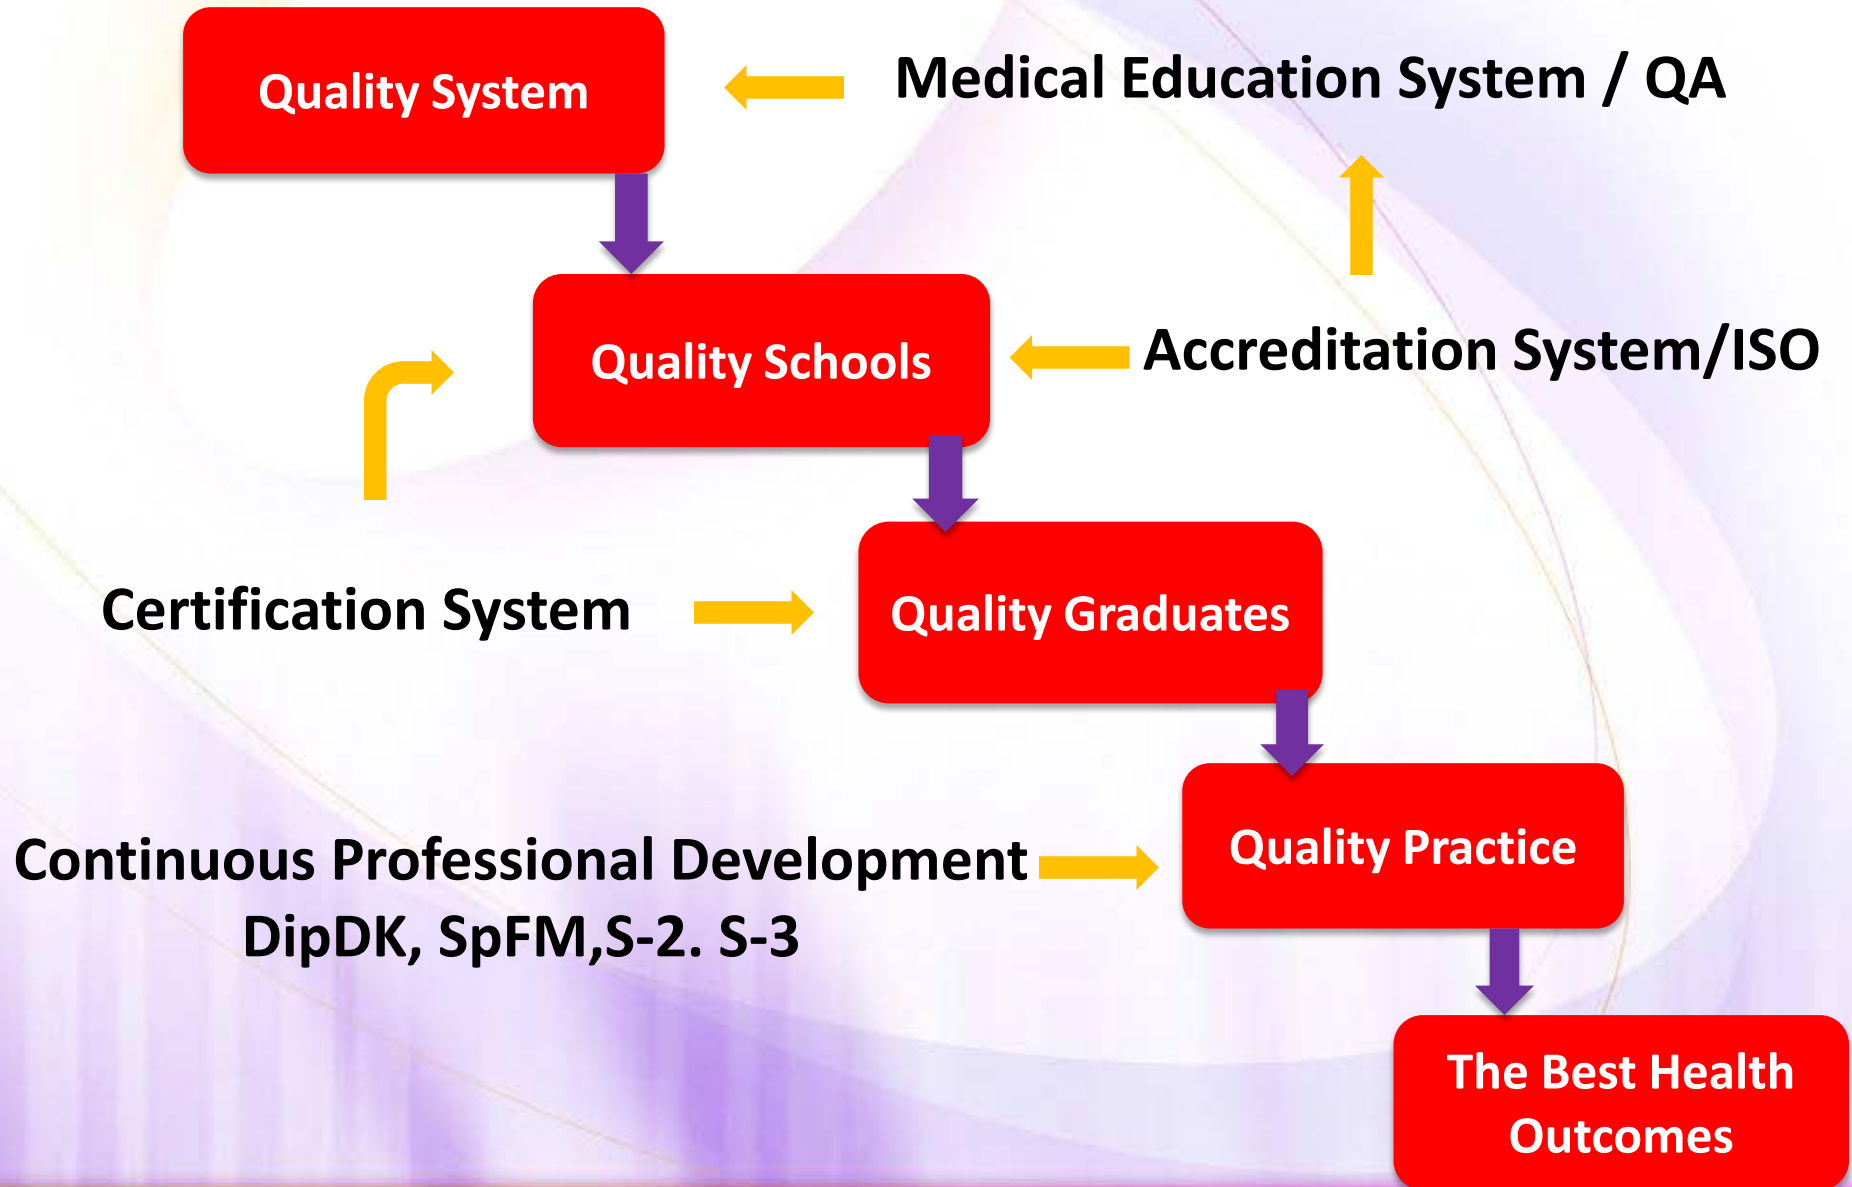 Quality System
Medical Education System / QA
Quality Schools
Accreditation System/ISO
Certification System
Quality Graduates
Quality Practice
Continuous Professional Development
DipDK, SpFM,S-2. S-3
The Best Health
Outcomes